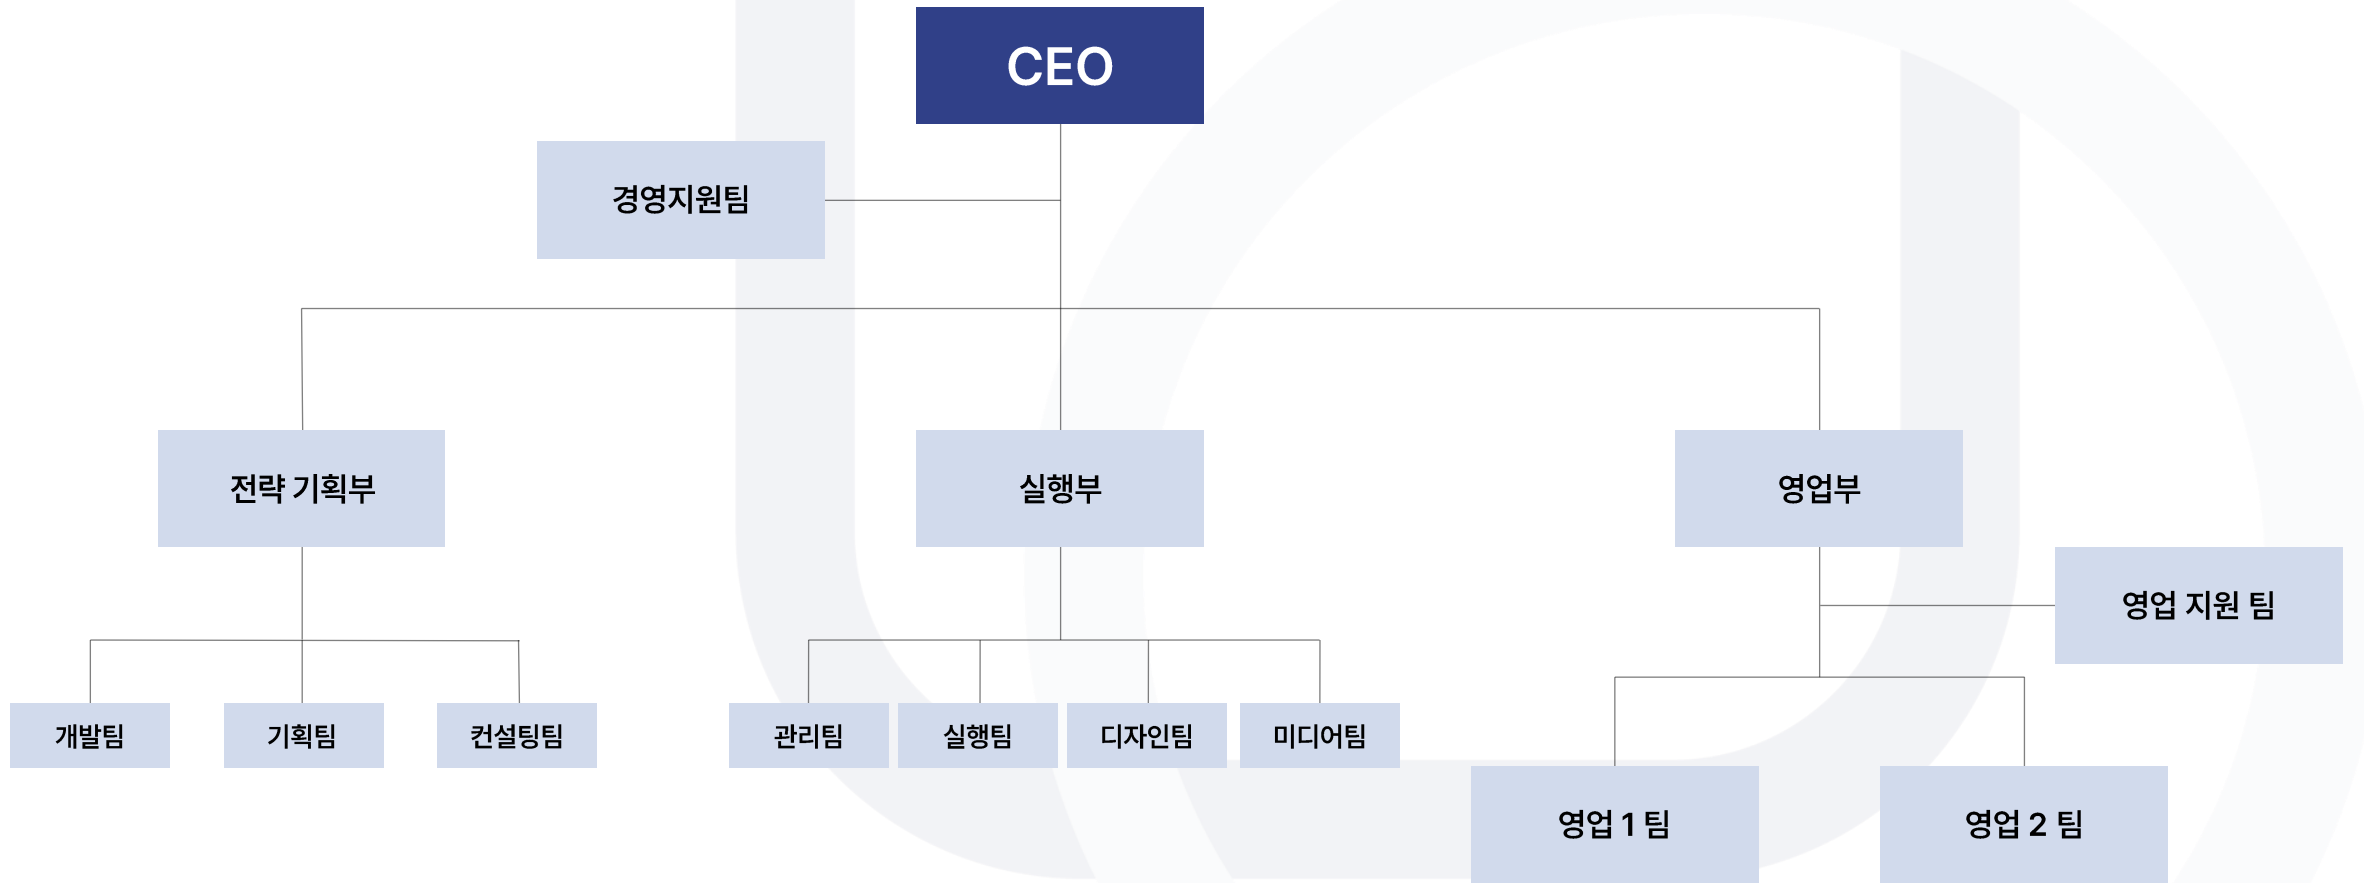 CEO
경영지원팀
전략 기획부
실행부
영업부
영업 지원 팀
개발팀
기획팀
컨설팅팀
관리팀
실행팀
디자인팀
미디어팀
영업 1 팀
영업 2 팀